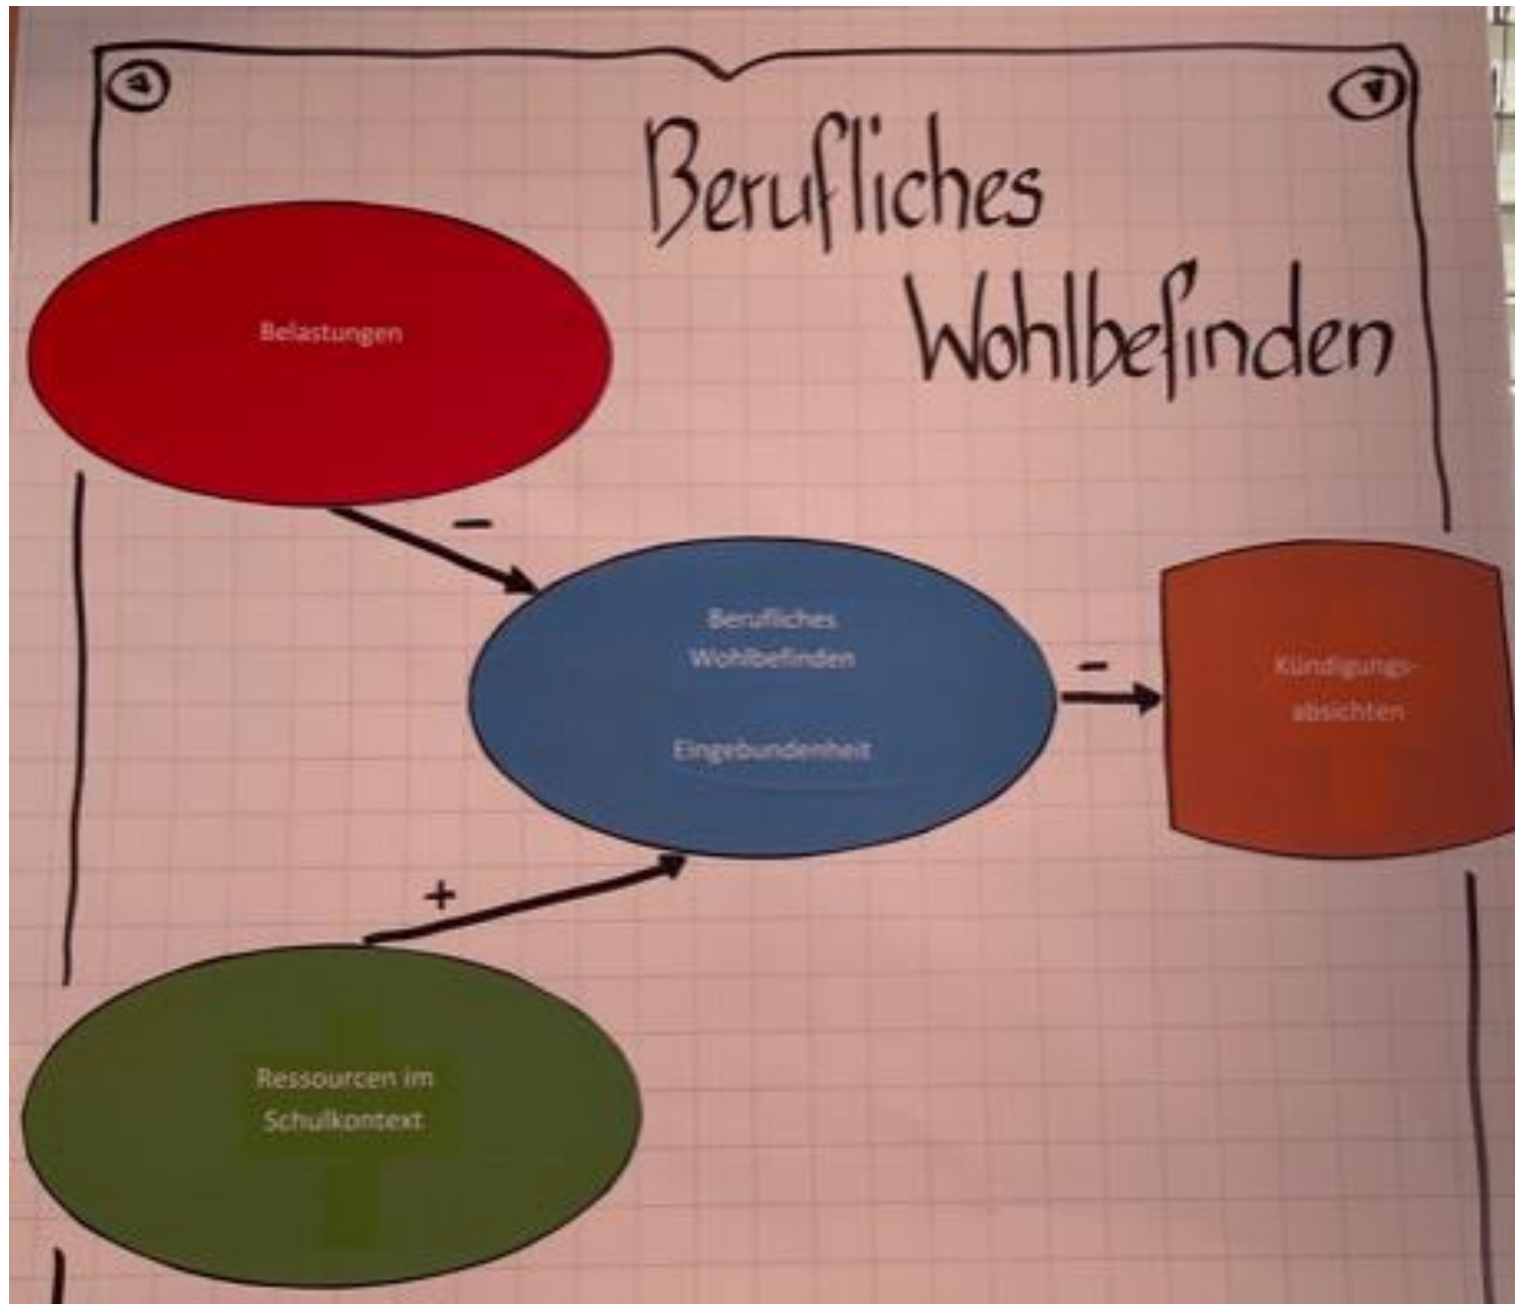 Berufliches
Wohlbefinden
Belastungen
-
Berufliches
Wohlbefinden
Eingebundenheit
-
Kündigungs-
absichten
+
Ressourcen im
Schulkontext